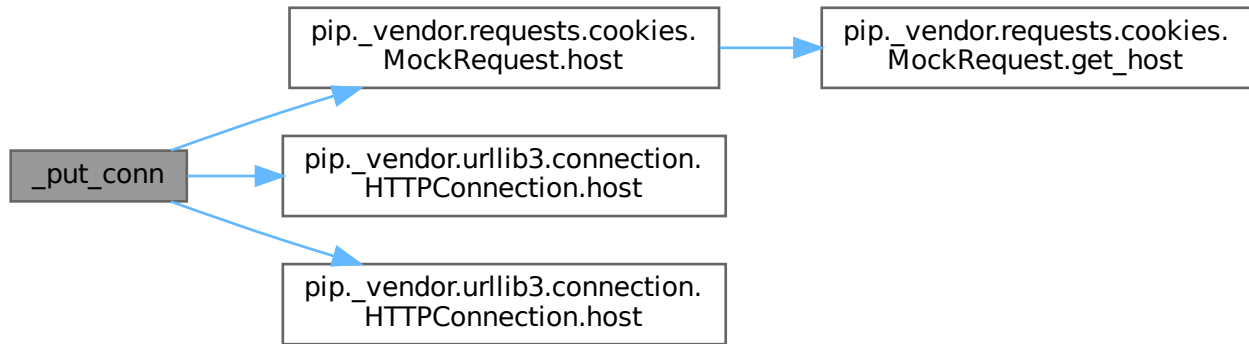 pip._vendor.requests.cookies.
MockRequest.host
pip._vendor.requests.cookies.
MockRequest.get_host
_put_conn
pip._vendor.urllib3.connection.
HTTPConnection.host
pip._vendor.urllib3.connection.
HTTPConnection.host